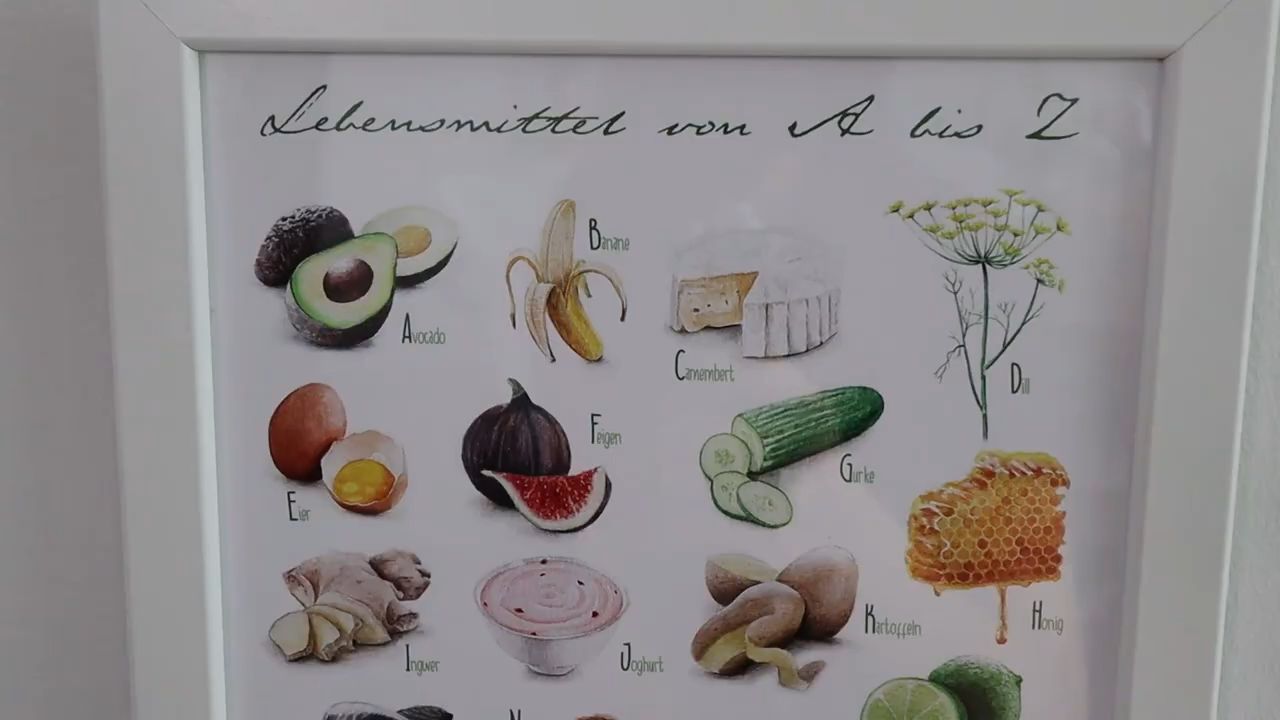 Lebensmittel von A bis Z
Avocado
Banane
Camembert
Dill
Eier
Feigen
Gurke
Honig
Ingwer
Joghurt
Kartoffeln